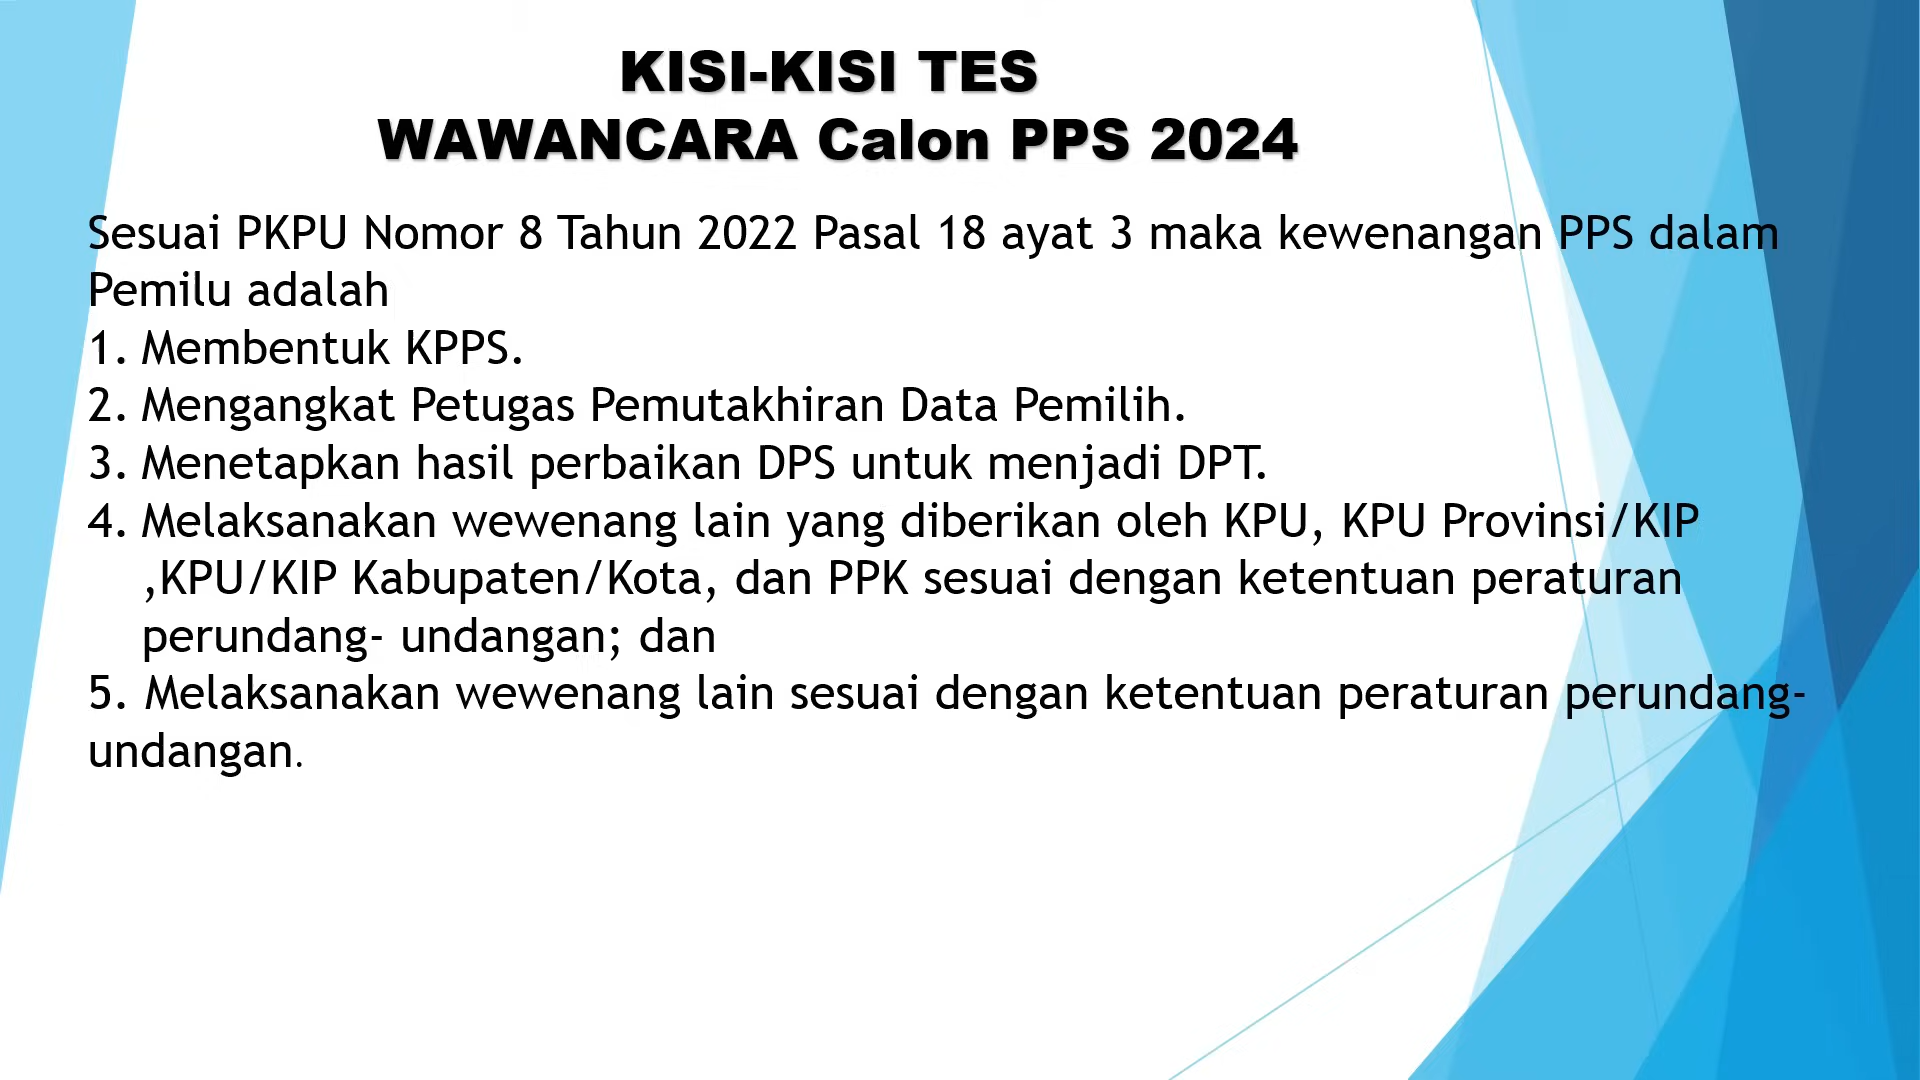 KISI-KISI TES
WAWANCARA Calon PPS 2024
Sesuai PKPU Nomor 8 Tahun 2022 Pasal 18 ayat 3 maka kewenangan PPS dalam
Pemilu adalah
1. Membentuk KPPS.
2. Mengangkat Petugas Pemutakhiran Data Pemilih.
3. Menetapkan hasil perbaikan DPS untuk menjadi DPT.
4. Melaksanakan wewenang lain yang diberikan oleh KPU, KPU Provinsi/KIP
,KPU/KIP Kabupaten/Kota, dan PPK sesuai dengan ketentuan peraturan
perundang- undangan; dan
5. Melaksanakan wewenang lain sesuai dengan ketentuan peraturan perundang-
undangan.